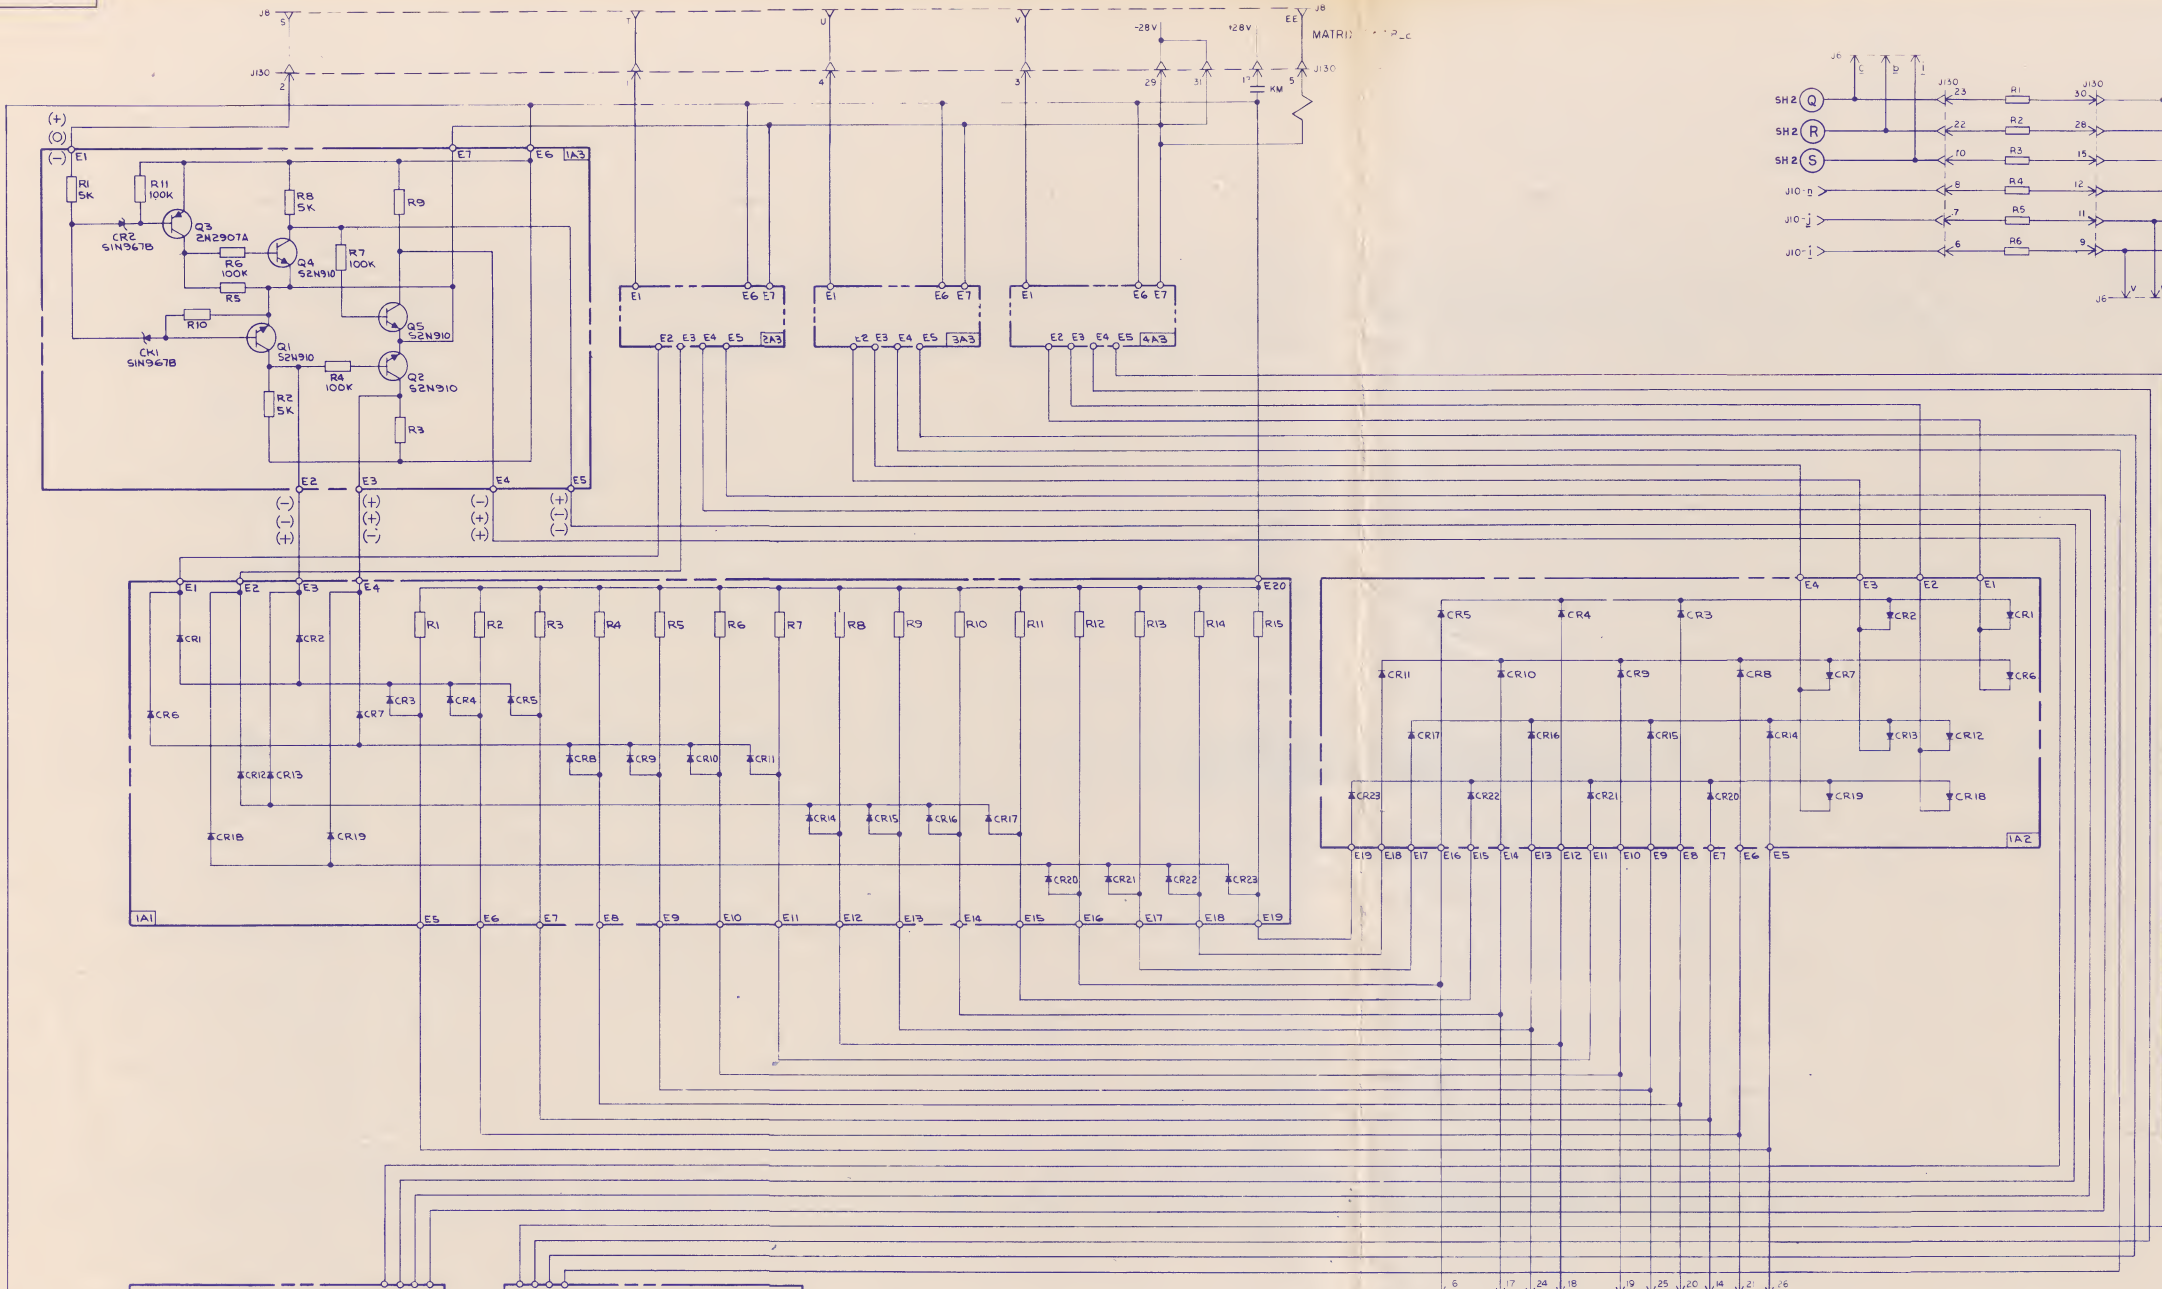 J8
S
T
U
V
-28V
+28V
EE
J8
J130
2
1
4
3
29
31
5
J130
KM
J6
c
b
i
J130
J130
SH2 Q
23
R1
30
SH2 R
22
R2
28
SH2 S
10
R3
15
J10-n
8
R4
12
J10-j
7
R5
11
J10-i
6
R6
9
J6
V
(+)
(O)
(-)
E1
E7
E6
1A3
R1
5K
R11
100K
R8
5K
R9
CR2
S1N967B
Q3
2N2907A
R6
100K
Q4
S2N910
R7
100K
R5
R10
CR1
S1N967B
Q1
S2N910
Q5
S2N910
R4
100K
Q2
S2N910
R2
5K
R3
E2
E3
E4
E5
(-)
(-)
(+)
(+)
(+)
(-)
(-)
(+)
(+)
(+)
(-)
(-)
E1
E6
E7
E2
E3
E4
E5
2A3
E1
E6
E7
E2
E3
E4
E5
3A3
E1
E6
E7
E2
E3
E4
E5
4A3
E1
E2
E3
E4
E20
CR1
CR2
R1
R2
R3
R4
R5
R6
R7
R8
R9
R10
R11
R12
R13
R14
R15
CR6
CR7
CR3
CR4
CR5
CR8
CR9
CR10
CR11
CR12
CR13
CR14
CR15
CR16
CR17
CR18
CR19
CR20
CR21
CR22
CR23
1A1
E5
E6
E7
E8
E9
E10
E11
E12
E13
E14
E15
E16
E17
E18
E19
E4
E3
E2
E1
CR5
CR4
CR3
CR2
CR1
CR11
CR10
CR9
CR8
CR7
CR6
CR17
CR16
CR15
CR14
CR13
CR12
CR23
CR22
CR21
CR20
CR19
CR18
1A2
E19
E18
E17
E16
E15
E14
E13
E12
E11
E10
E9
E8
E7
E6
E5
6
17
24
18
19
25
20
14
21
26